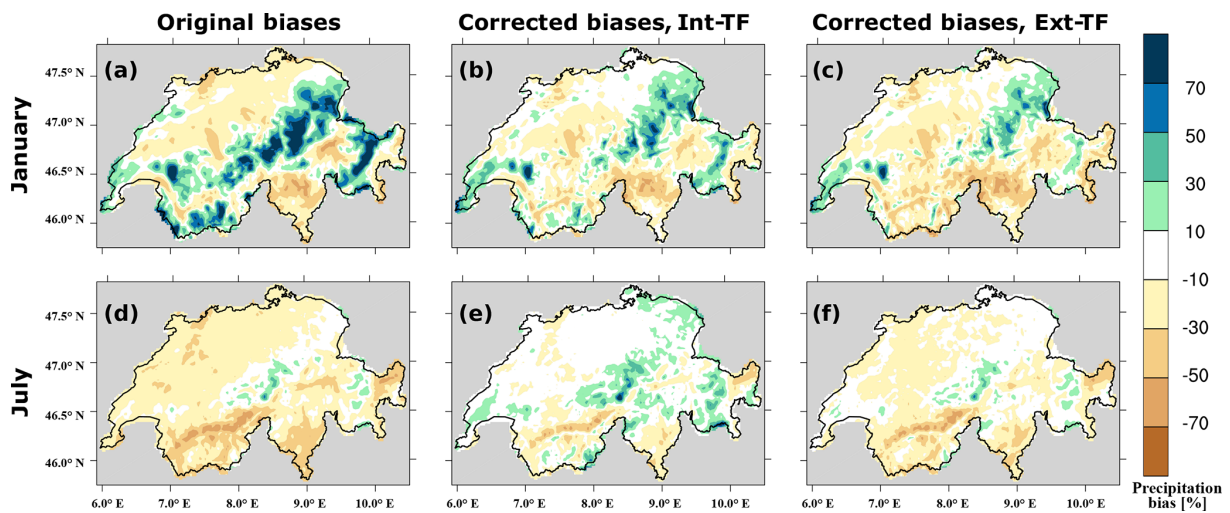 Original biases
Corrected biases, Int-TF
Corrected biases, Ext-TF
January
(a)
(b)
(c)
47.5° N
47.0° N
46.5° N
46.0° N
July
(d)
(e)
(f)
47.5° N
47.0° N
46.5° N
46.0° N
6.0° E 7.0° E 8.0° E 9.0° E 10.0° E
6.0° E 7.0° E 8.0° E 9.0° E 10.0° E
6.0° E 7.0° E 8.0° E 9.0° E 10.0° E
70
50
30
10
-10
-30
-50
-70
Precipitation
bias [%]